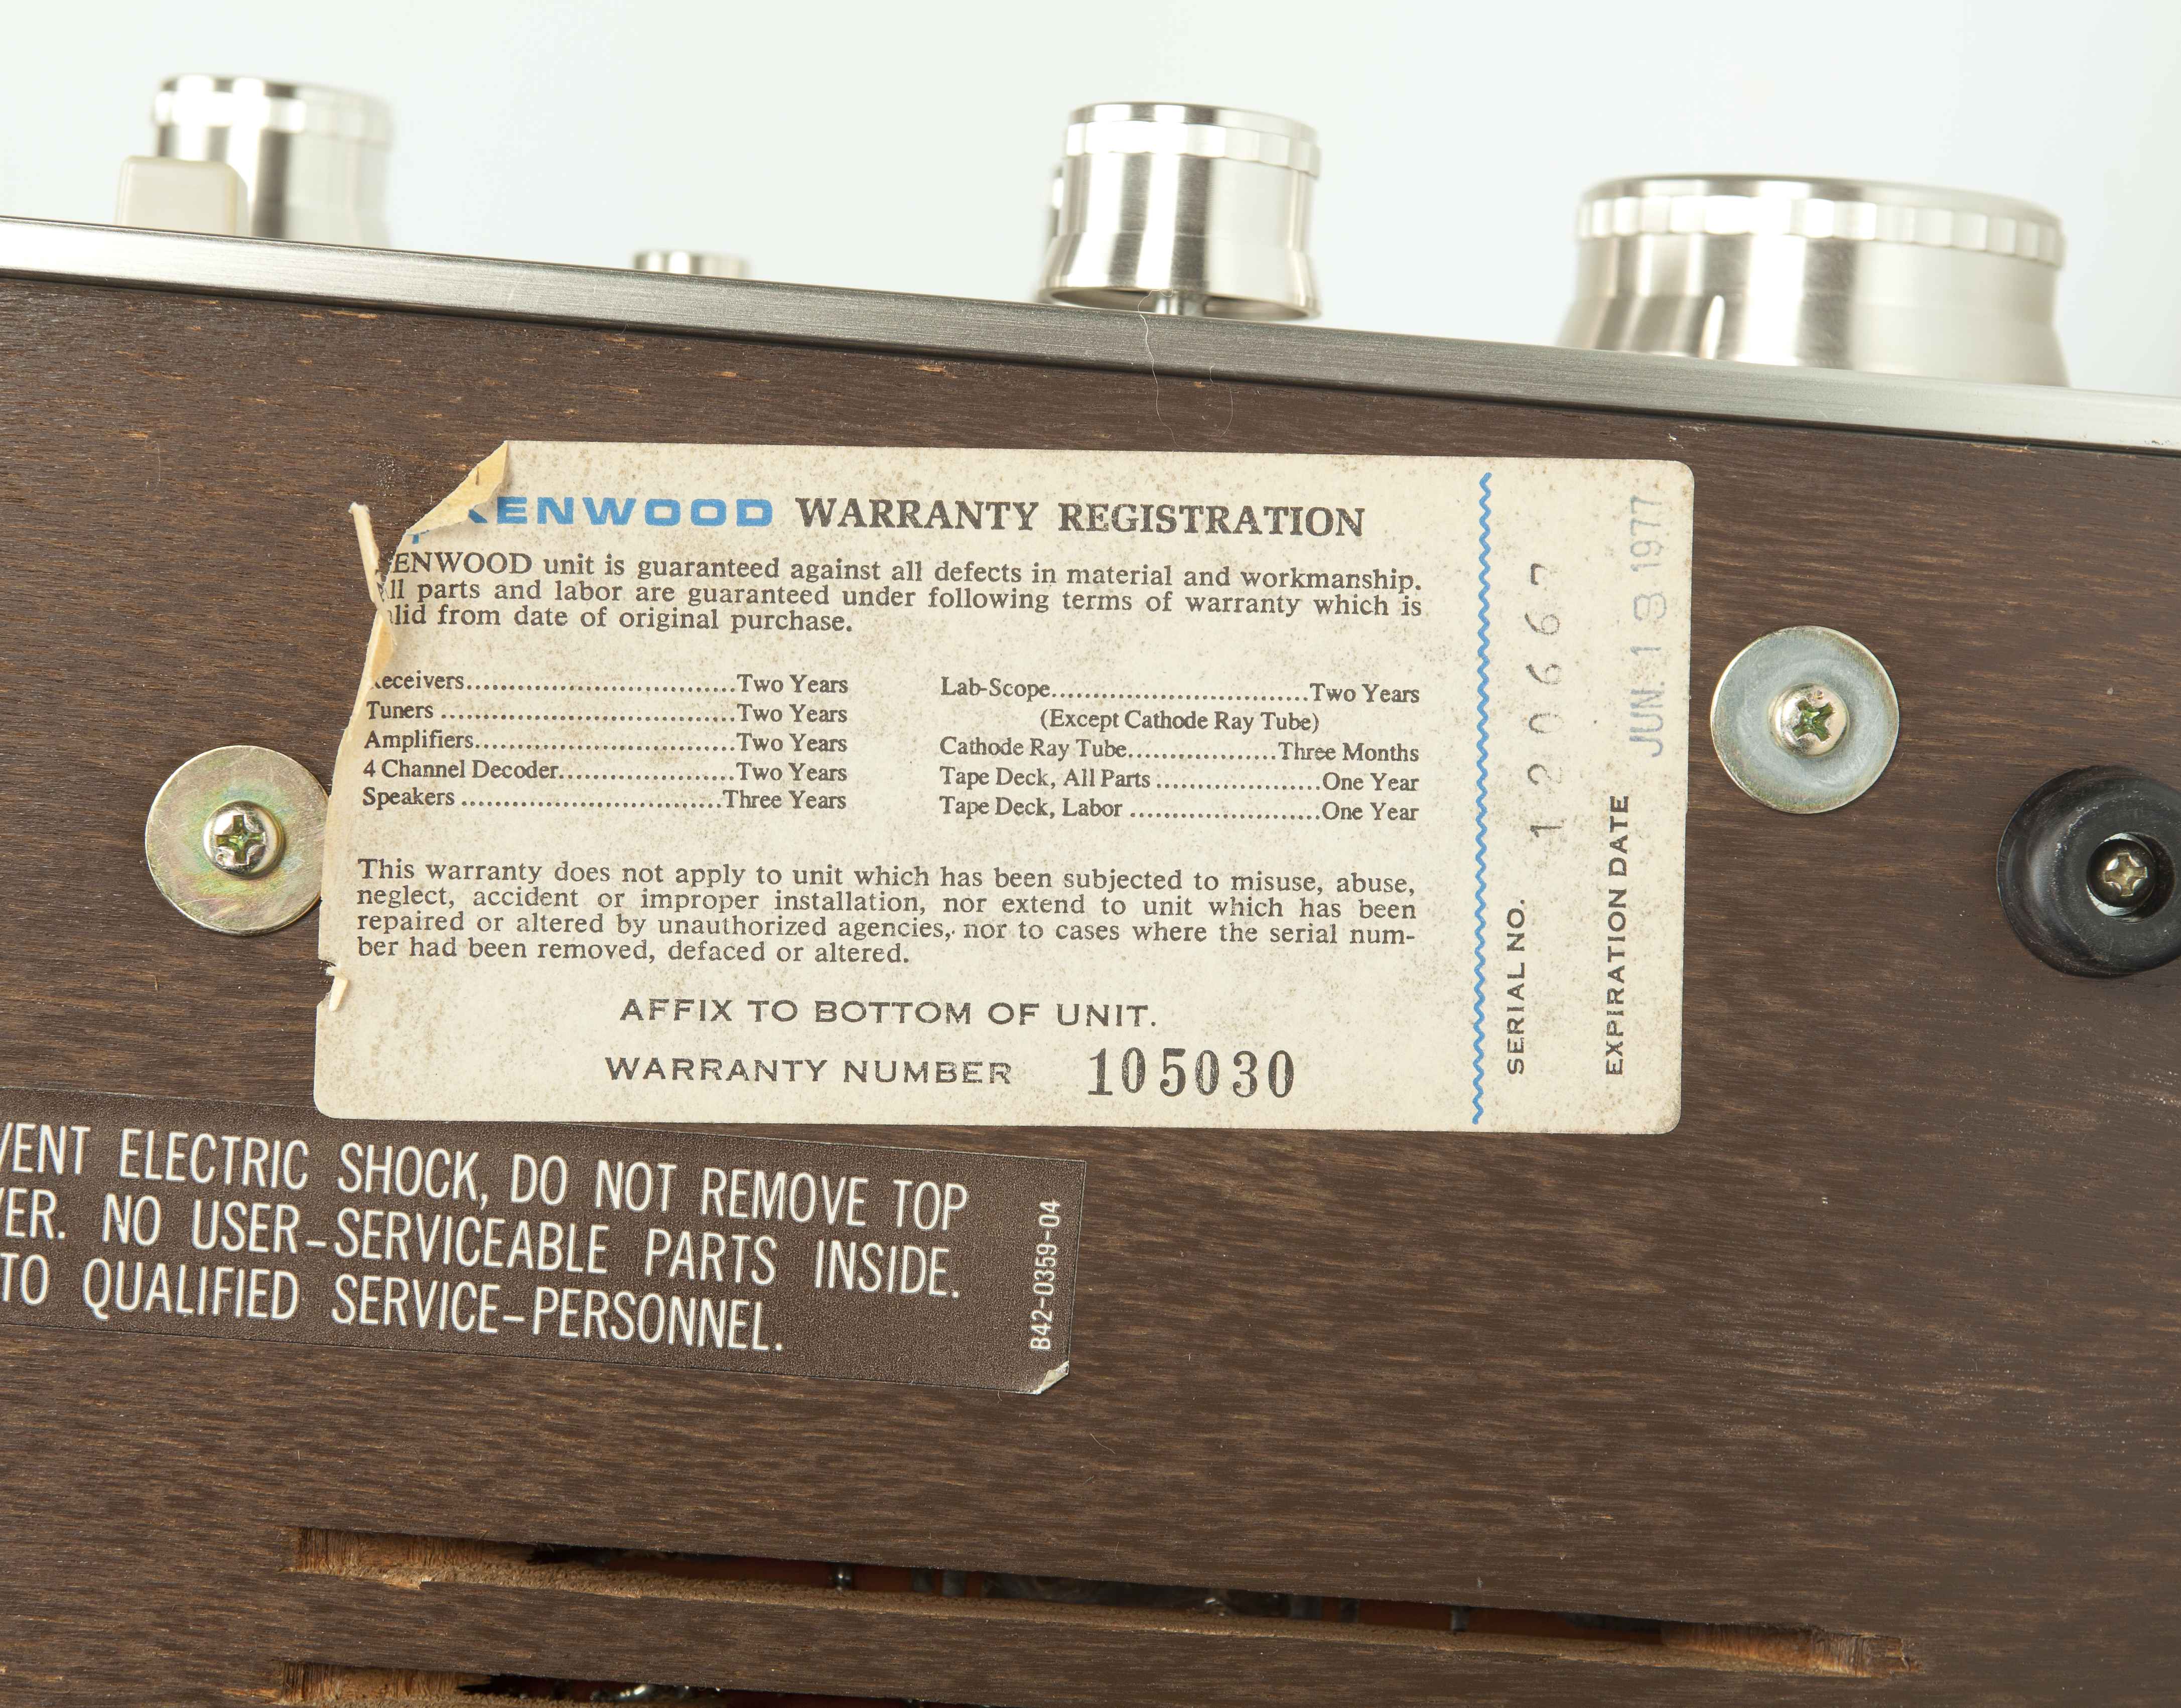 KENWOOD WARRANTY REGISTRATION
ENWOOD unit is guaranteed against all defects in material and workmanship.
ll parts and labor are guaranteed under following terms of warranty which is
lid from date of original purchase.
eceivers...............................Two Years
Tuners ..................................Two Years
Amplifiers..............................Two Years
4 Channel Decoder....................Two Years
Speakers ..............................Three Years
Lab-Scope..............................Two Years
(Except Cathode Ray Tube)
Cathode Ray Tube.................Three Months
Tape Deck, All Parts ...................One Year
Tape Deck, Labor ......................One Year
This warranty does not apply to unit which has been subjected to misuse, abuse,
neglect, accident or improper installation, nor extend to unit which has been
repaired or altered by unauthorized agencies, nor to cases where the serial num-
ber had been removed, defaced or altered.
AFFIX TO BOTTOM OF UNIT.
WARRANTY NUMBER 105030
SERIAL NO. 120667
EXPIRATION DATE JUN. 18 1977
VENT ELECTRIC SHOCK, DO NOT REMOVE TOP
VER. NO USER-SERVICEABLE PARTS INSIDE.
TO QUALIFIED SERVICE-PERSONNEL.
B42-0359-04